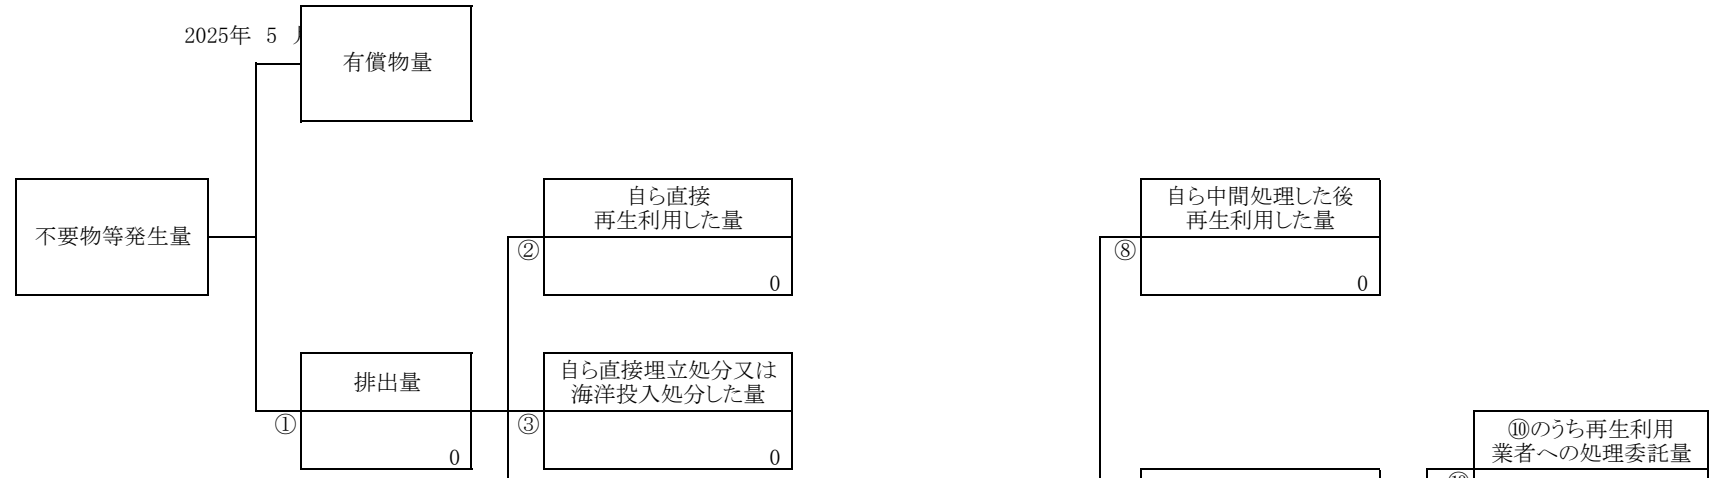 2025年 5
有償物量
不要物等発生量
自ら直接
再生利用した量
②
0
自ら中間処理した後
再生利用した量
⑧
0
排出量
①
0
自ら直接埋立処分又は
海洋投入処分した量
③
0
⑩のうち再生利用
業者への処理委託量